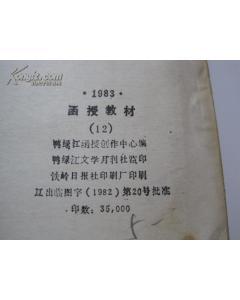 ·1983·
函授教材
(12)
鸭绿江函授创作中心编
鸭绿江文学月刊社监印
铁岭日报社印刷厂印刷
辽出临图字(1982)第20号批准
印数:35,000